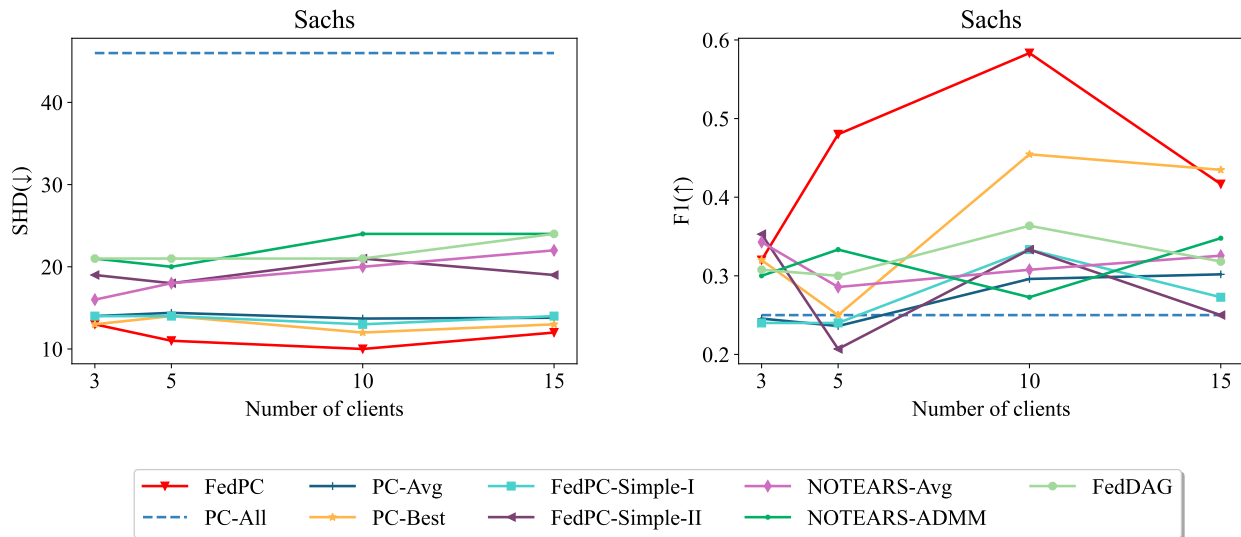 Sachs
SHD(↓)
40
30
20
10
3 5 10 15
Number of clients
Sachs
F1(↑)
0.6
0.5
0.4
0.3
0.2
3 5 10 15
Number of clients
FedPC PC-Avg FedPC-Simple-I NOTEARS-Avg FedDAG
PC-All PC-Best FedPC-Simple-II NOTEARS-ADMM